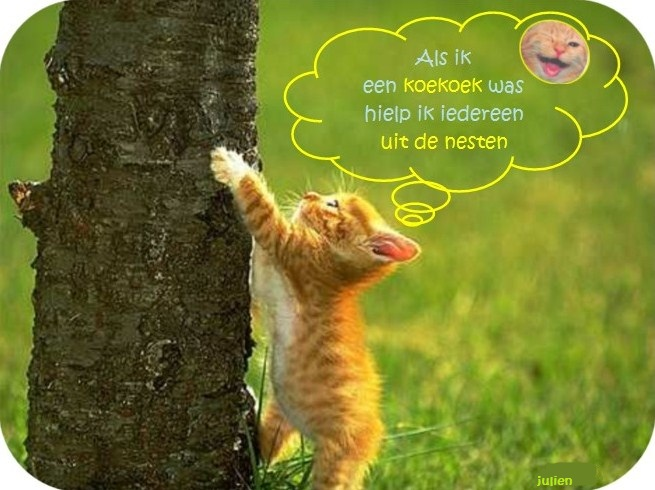 Als ik
een koekoek was
hielp ik iedereen
uit de nesten
julien